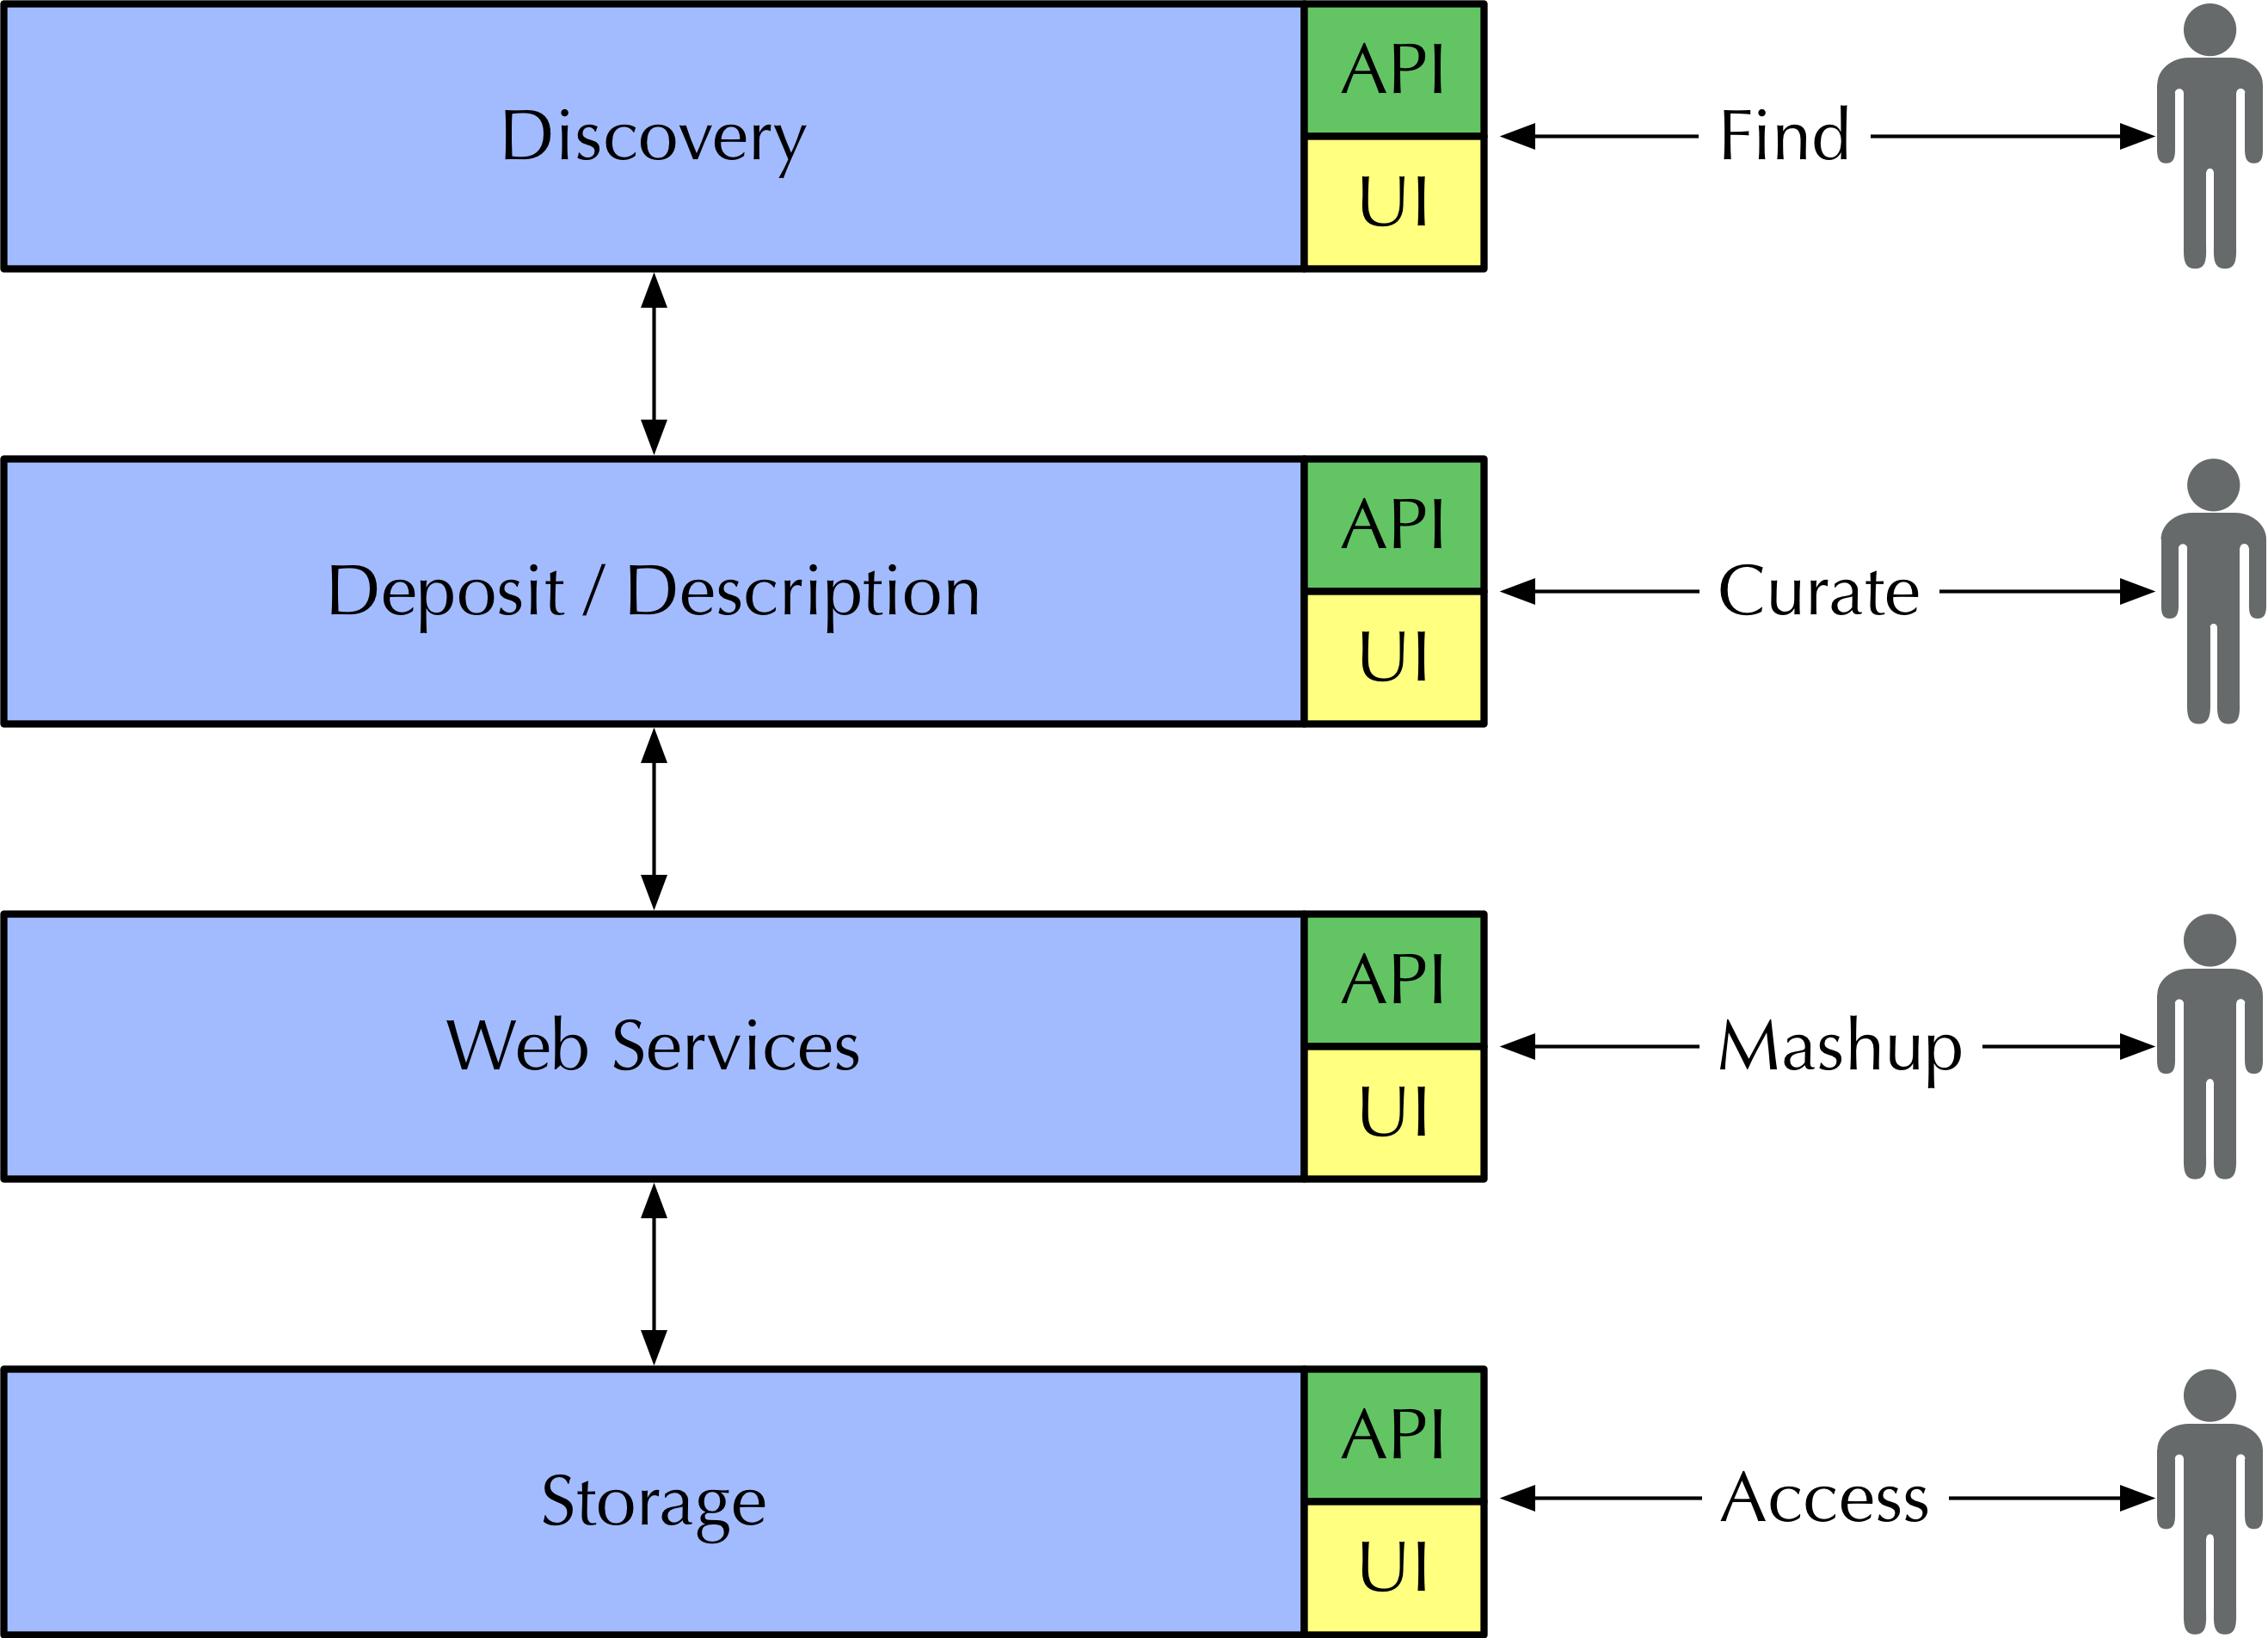 API
Discovery
Find
UI
API
Deposit / Description
Curate
UI
API
Web Services
Mashup
UI
API
Storage
Access
UI